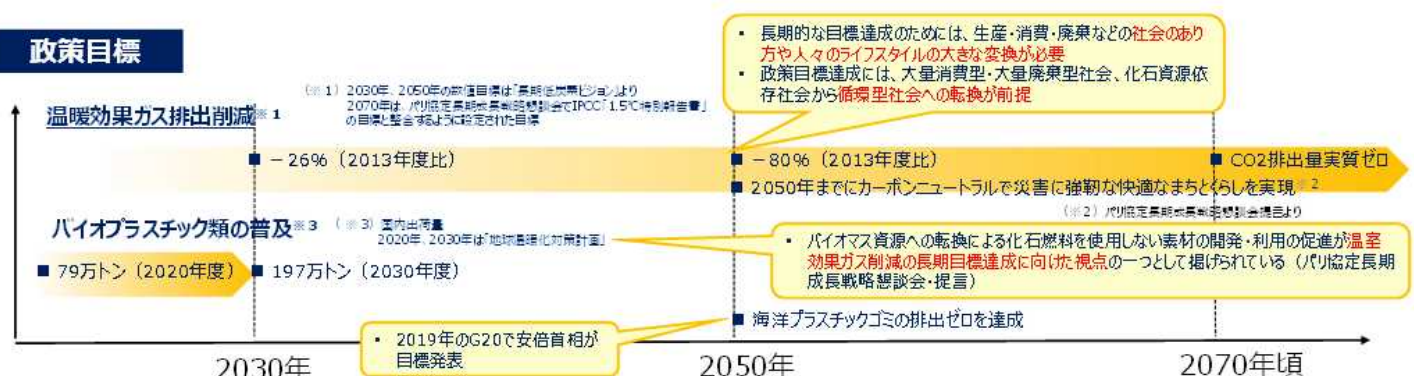 政策目標
• 長期的な目標達成のためには、生産・消費・廃棄などの社会のあり
方や人々のライフスタイルの大きな変換が必要
• 政策目標達成には、大量消費型・大量廃棄型社会、化石資源依
存社会から循環型社会への転換が前提
(※1) 2030年、2050年の数値目標は「長期低炭素ビジョン」より
2070年は、パリ協定長期成長戦略懇談会でIPCC「1.5℃特別報告書」
の目標と整合するように設定された目標
温暖効果ガス排出削減※1
■ －26%（2013年度比）
■ －80%（2013年度比）
■ CO2排出量実質ゼロ
■ 2050年までにカーボンニュートラルで災害に強靭な快適なまちとくらしを実現※2
(※2) パリ協定長期成長戦略懇談会提言より
バイオプラスチック類の普及※3
(※3) 国内出荷量
2020年、2030年は「地球温暖化対策計画」
■ 79万トン（2020年度）
■ 197万トン（2030年度）
• バイオマス資源への転換による化石燃料を使用しない素材の開発・利用の促進が温室
効果ガス削減の長期目標達成に向けた視点の一つとして掲げられている（パリ協定長期
成長戦略懇談会・提言）
■ 海洋プラスチックゴミの排出ゼロを達成
• 2019年のG20で安倍首相が
目標発表
2030年
2050年
2070年頃